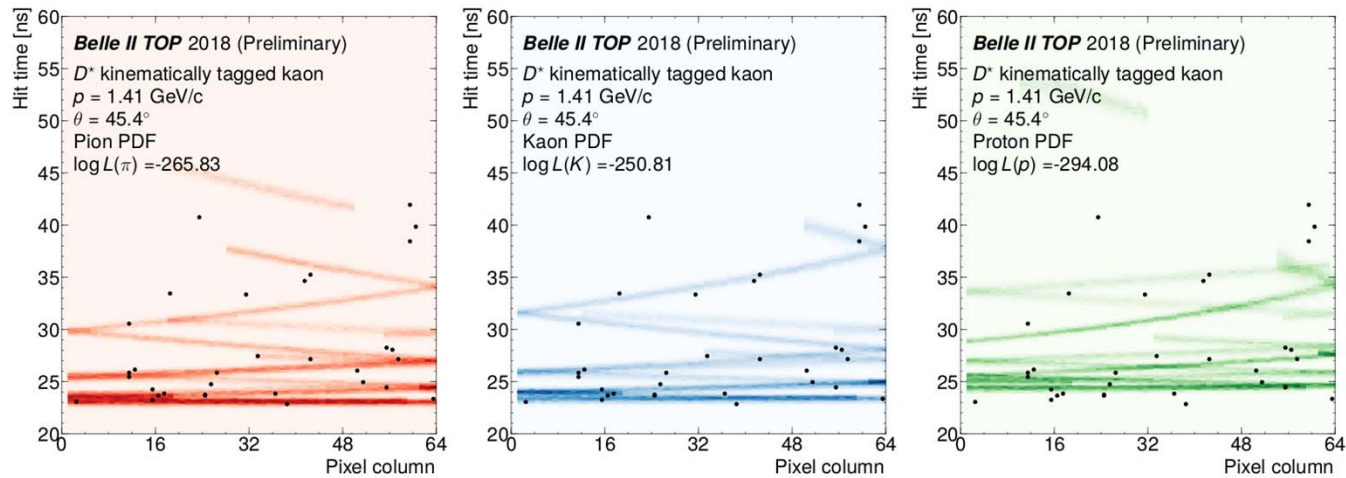 Hit time [ns]
60
55
50
45
40
35
30
25
20
Belle II TOP 2018 (Preliminary)
D* kinematically tagged kaon
p = 1.41 GeV/c
θ = 45.4°
Pion PDF
log L(π) =-265.83
0
16
32
48
64
Pixel column
Hit time [ns]
60
55
50
45
40
35
30
25
20
Belle II TOP 2018 (Preliminary)
D* kinematically tagged kaon
p = 1.41 GeV/c
θ = 45.4°
Kaon PDF
log L(K) =-250.81
0
16
32
48
64
Pixel column
Hit time [ns]
60
55
50
45
40
35
30
25
20
Belle II TOP 2018 (Preliminary)
D* kinematically tagged kaon
p = 1.41 GeV/c
θ = 45.4°
Proton PDF
log L(p) =-294.08
0
16
32
48
64
Pixel column